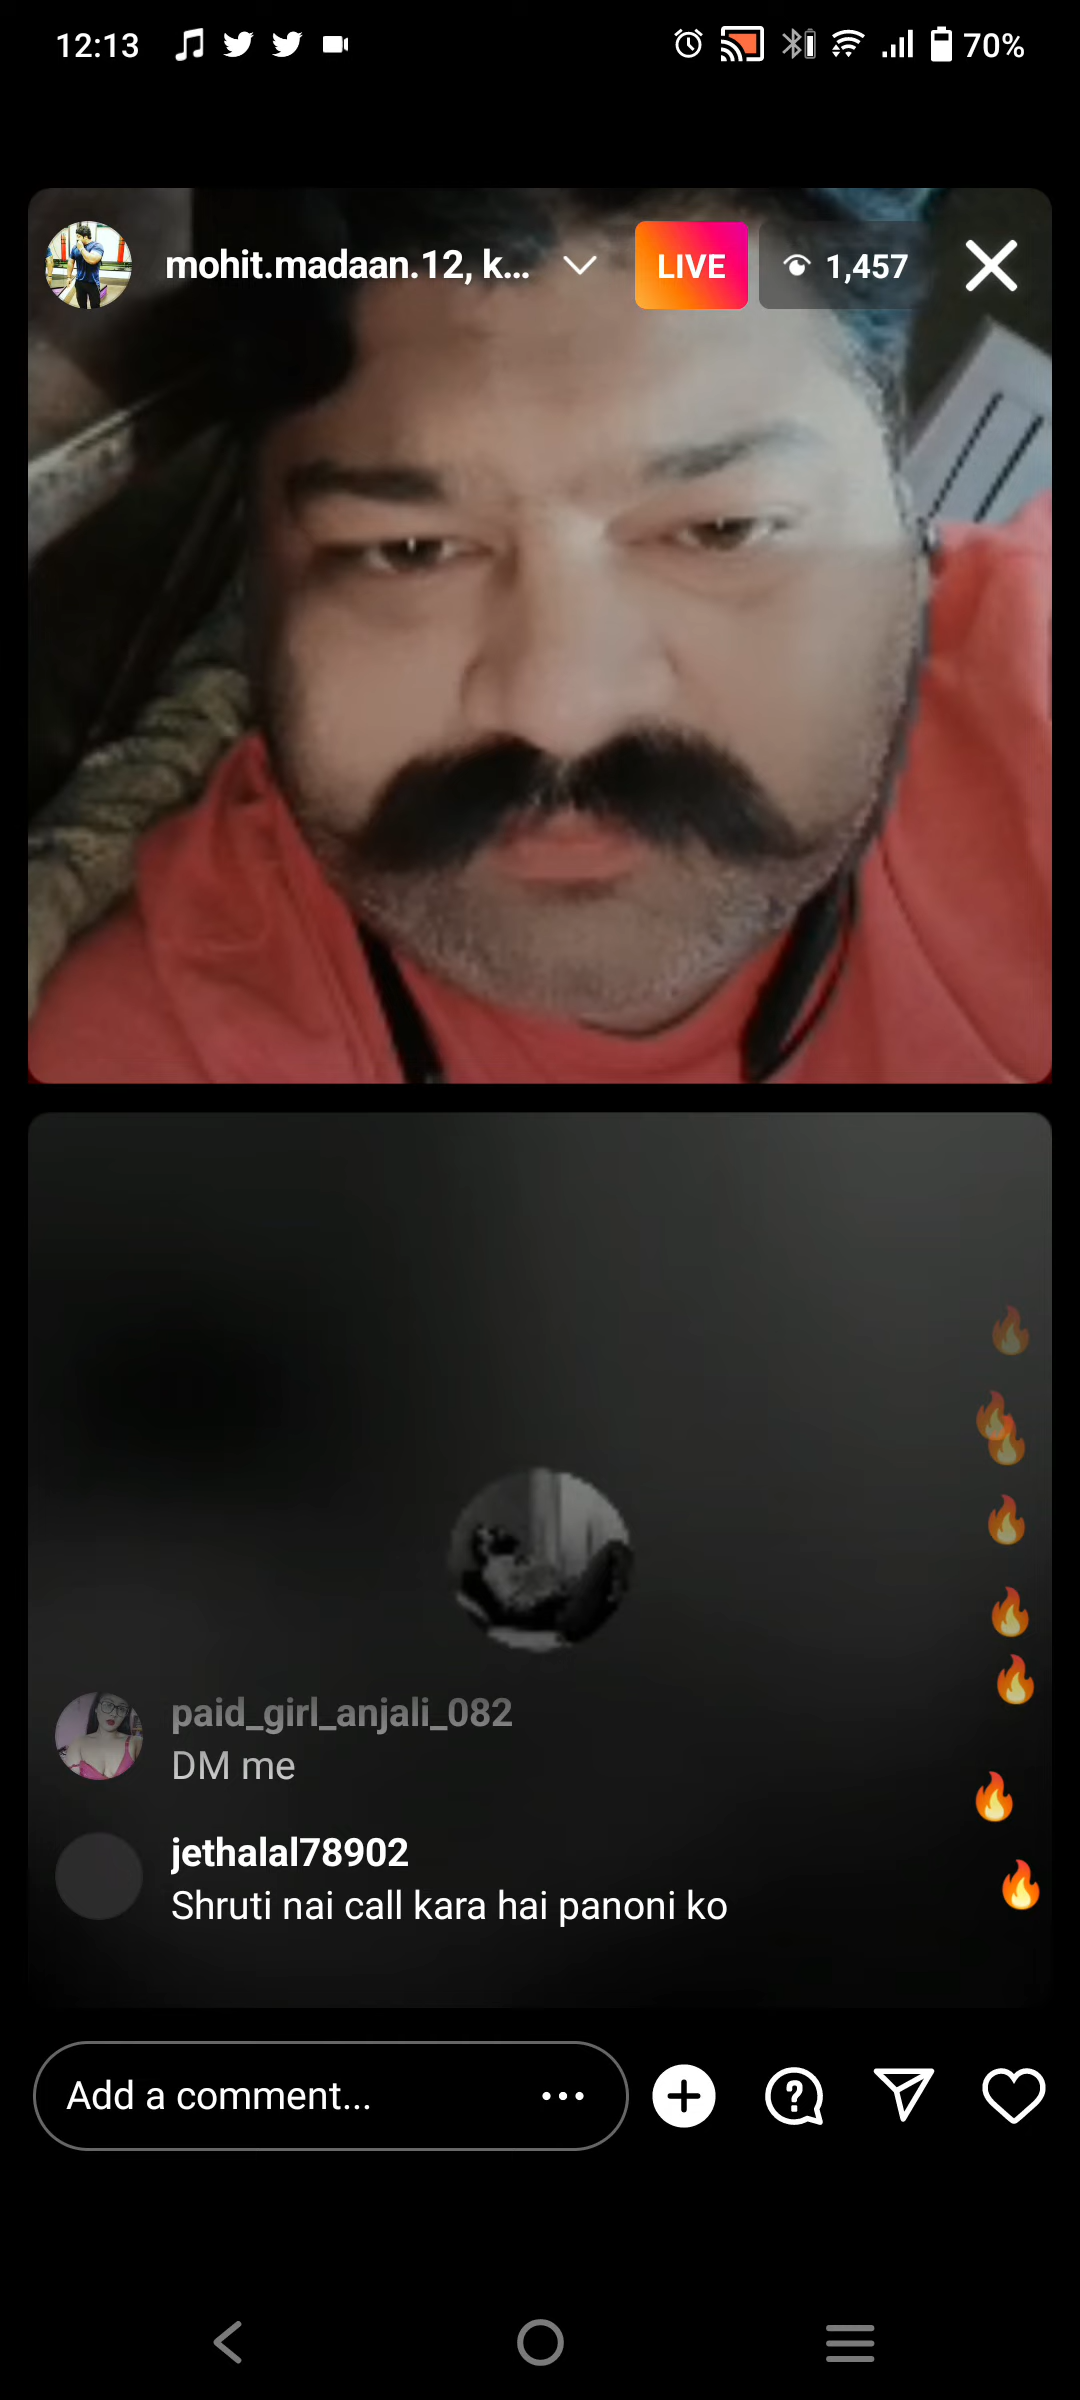 12:13
70%
mohit.madaan.12, k...
LIVE
1,457
paid_girl_anjali_082
DM me
jethalal78902
Shruti nai call kara hai panoni ko
Add a comment...